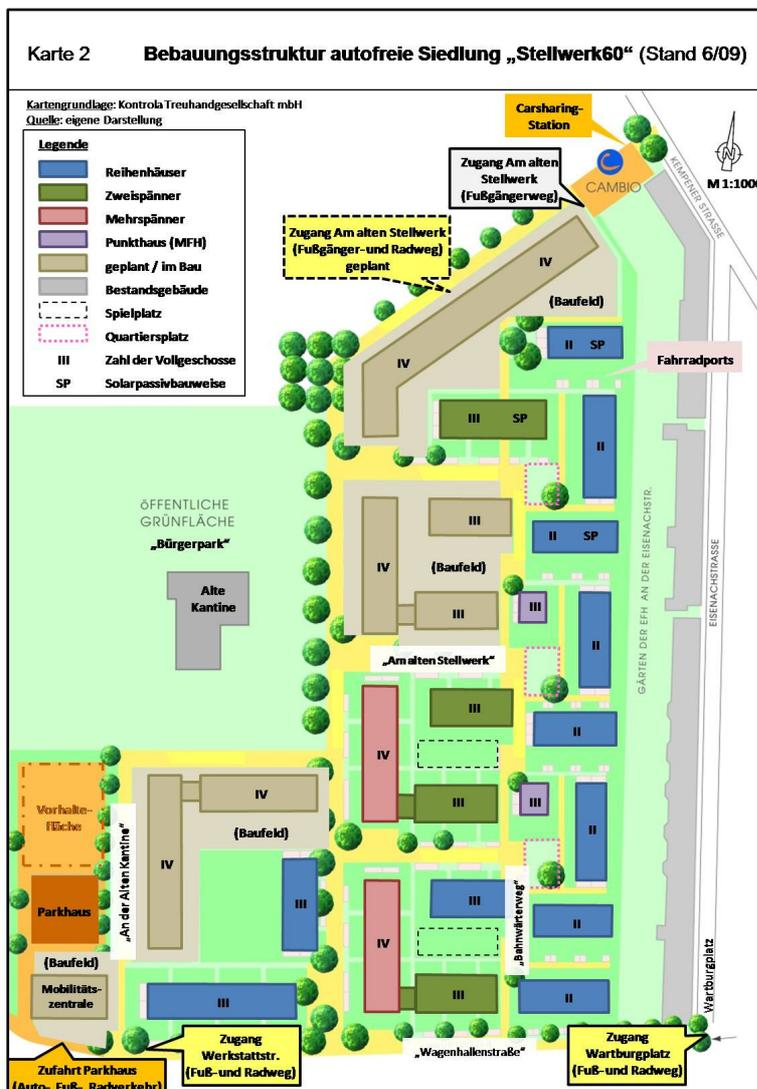 Karte 2 Bebauungsstruktur autofreie Siedlung „Stellwerk60“ (Stand 6/09)
Kartengrundlage: Kontrola Treuhandgesellschaft mbH
Quelle: eigene Darstellung
Legende
Reihenhäuser
Zweispänner
Mehrspänner
Punkthaus (MFH)
geplant / im Bau
Bestandsgebäude
Spielplatz
Quartiersplatz
III Zahl der Vollgeschosse
SP Solarpassivbauweise
Carsharing-
Station
Zugang Am alten
Stellwerk
(Fußgängerweg)
CAMBIO
KEMPENER STRASSE
N
M 1:1000
Zugang Am alten Stellwerk
(Fußgänger-und Radweg)
geplant
IV
(Baufeld)
IV
II SP
Fahrradports
III SP
II
ÖFFENTLICHE
GRÜNFLÄCHE
„Bürgerpark“
Alte
Kantine
III
IV
(Baufeld)
III
II SP
III
II
GÄRTEN DER EFH AN DER EISENACHSTR.
EISENACHSTRASSE
„Am alten Stellwerk“
III
IV
III
II
III
II
Vorhalte-
fläche
„An der Alten Kantine“
IV
(Baufeld)
IV
III
Parkhaus
(Baufeld)
Mobilitäts-
zentrale
III
III
IV
III
„Bahnwärterweg“
II
II
Wartburgplatz
Zugang
Werkstattstr.
(Fuß-und Radweg)
„Wagenhallenstraße“
Zugang
Wartburgplatz
(Fuß-und Radweg)
Zufahrt Parkhaus
(Auto-, Fuß-, Radverkehr)